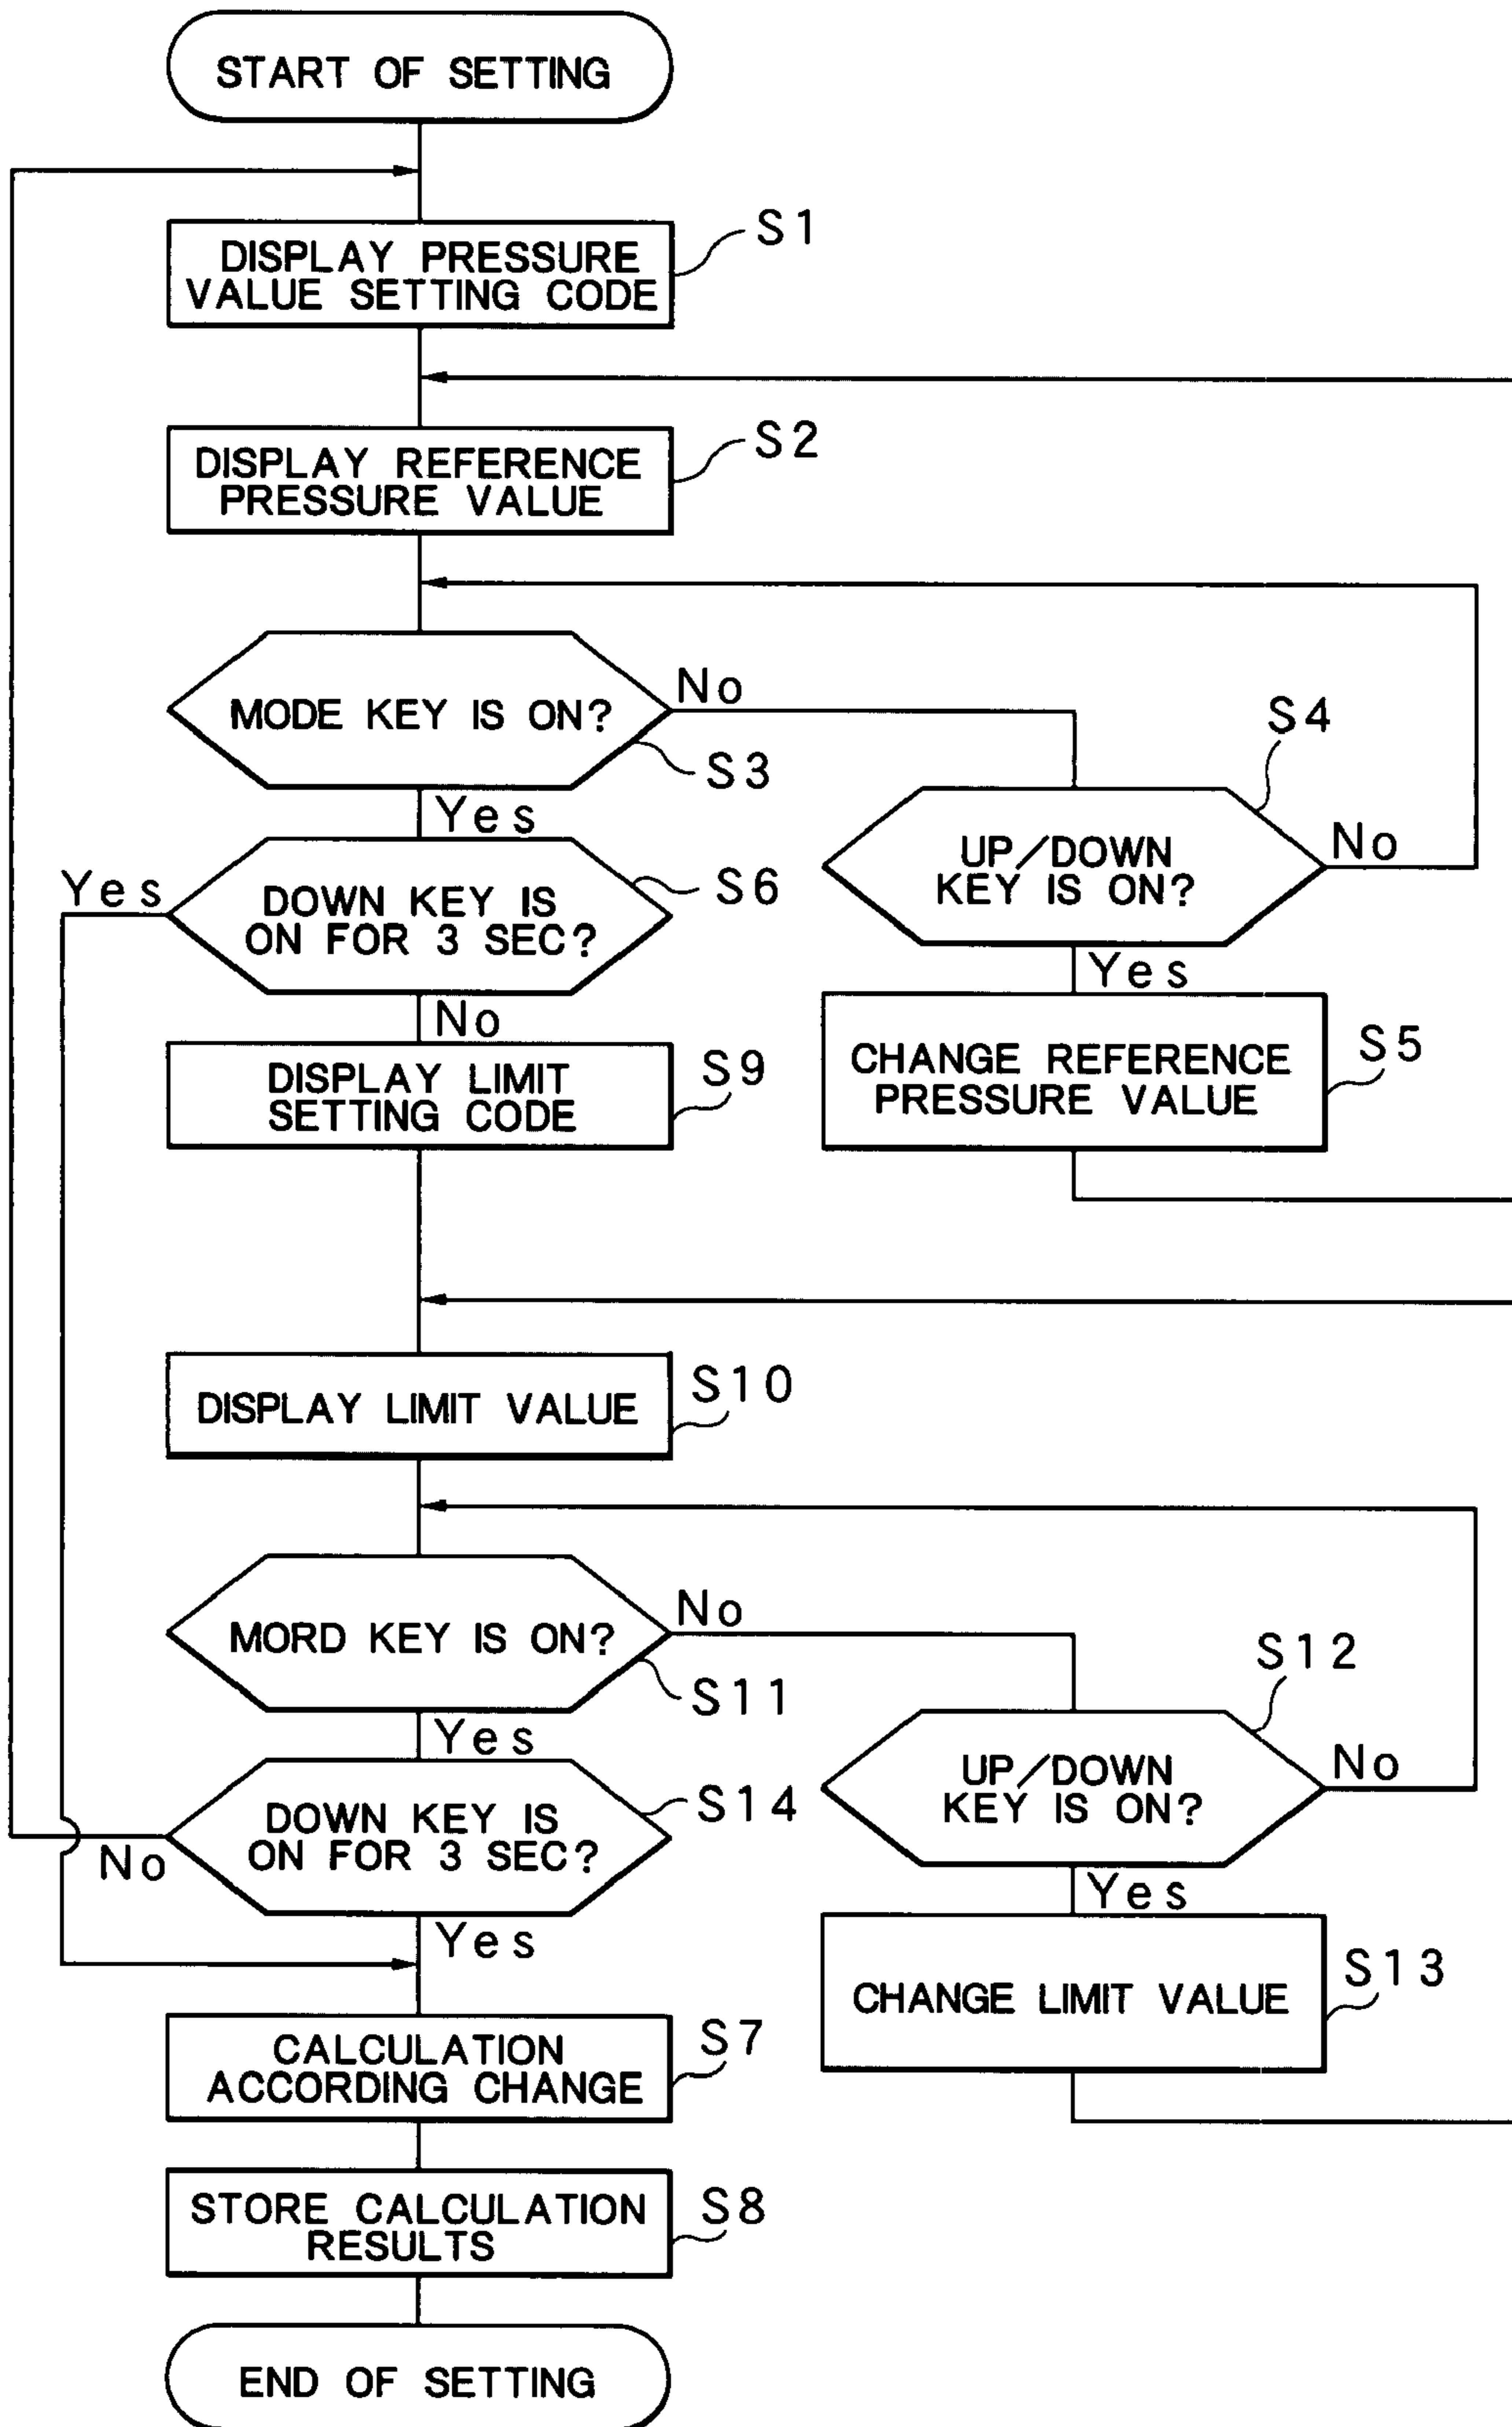 START OF SETTING
S1
DISPLAY PRESSURE
VALUE SETTING CODE
S2
DISPLAY REFERENCE
PRESSURE VALUE
No
MODE KEY IS ON?
S3
S4
Yes
UP/DOWN
KEY IS ON?
No
Yes
S6
DOWN KEY IS
ON FOR 3 SEC?
Yes
No
S5
CHANGE REFERENCE
PRESSURE VALUE
S9
DISPLAY LIMIT
SETTING CODE
S10
DISPLAY LIMIT VALUE
No
MORD KEY IS ON?
S11
S12
Yes
UP/DOWN
KEY IS ON?
No
S14
DOWN KEY IS
ON FOR 3 SEC?
No
Yes
Yes
S13
CHANGE LIMIT VALUE
S7
CALCULATION
ACCORDING CHANGE
S8
STORE CALCULATION
RESULTS
END OF SETTING